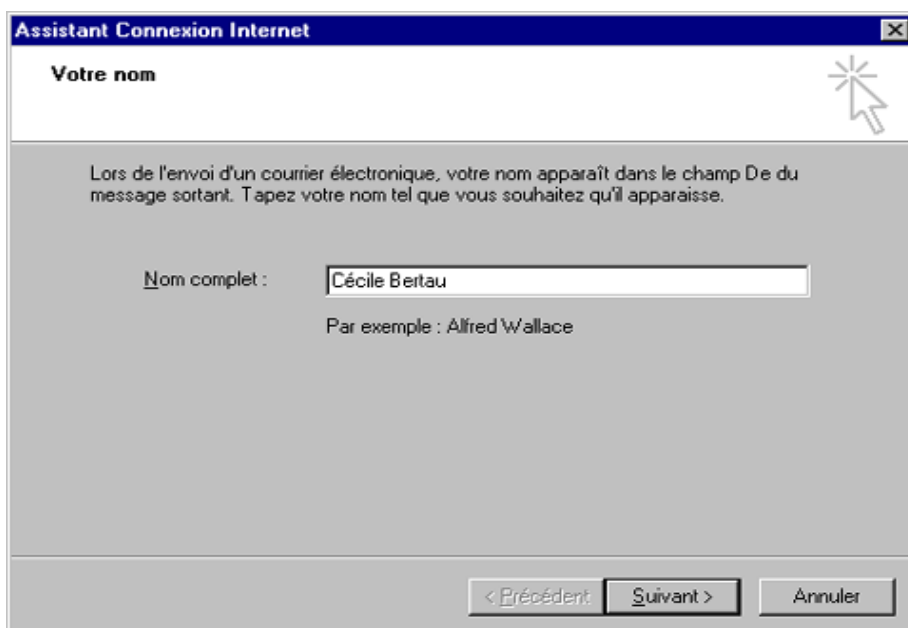 Assistant Connexion Internet
Votre nom
Lors de l'envoi d'un courrier électronique, votre nom apparaît dans le champ De du
message sortant. Tapez votre nom tel que vous souhaitez qu'il apparaisse.
Nom complet :
Cécile Bertau
Par exemple : Alfred Wallace
< Précédent
Suivant >
Annuler